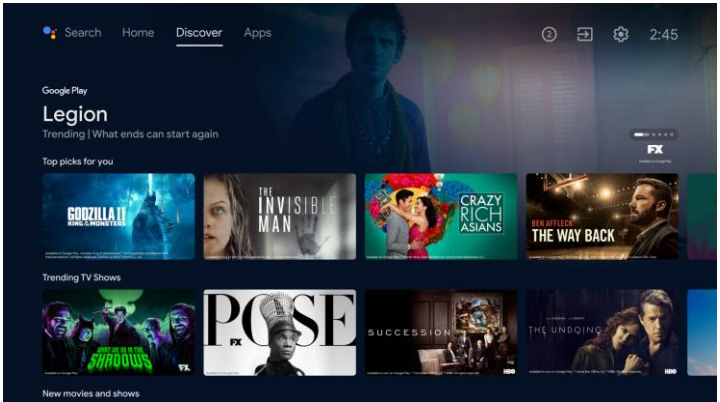 Search Home Discover Apps
2 2:45
Google Play
Legion
Trending | What ends can start again
FX
Top picks for you
GODZILLA II
KING OF THE MONSTERS
THE
INVISIBLE
MAN
CRAZY
RICH
ASIANS
BEN AFFLECK
THE WAY BACK
Trending TV Shows
WHAT WE DO IN THE
SHADOWS
FX
POSE
FX
SUCCESSION
HBO
THE UNDOING
HBO
New movies and shows